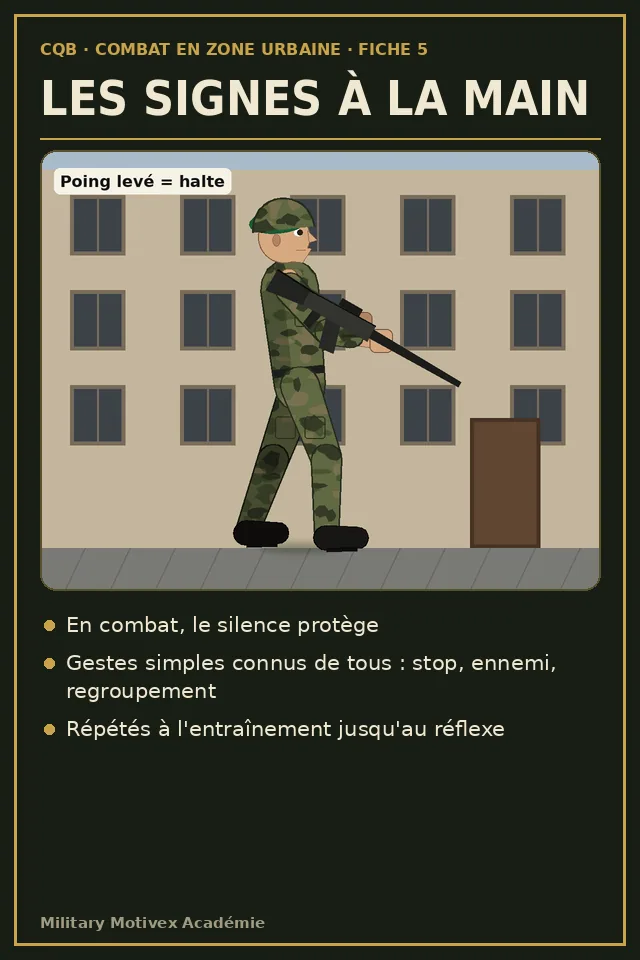 CQB · COMBAT EN ZONE URBAINE · FICHE 5
LES SIGNES À LA MAIN
Poing levé = halte
En combat, le silence protège
Gestes simples connus de tous : stop, ennemi,
regroupement
Répétés à l'entraînement jusqu'au réflexe
Military Motivex Académie